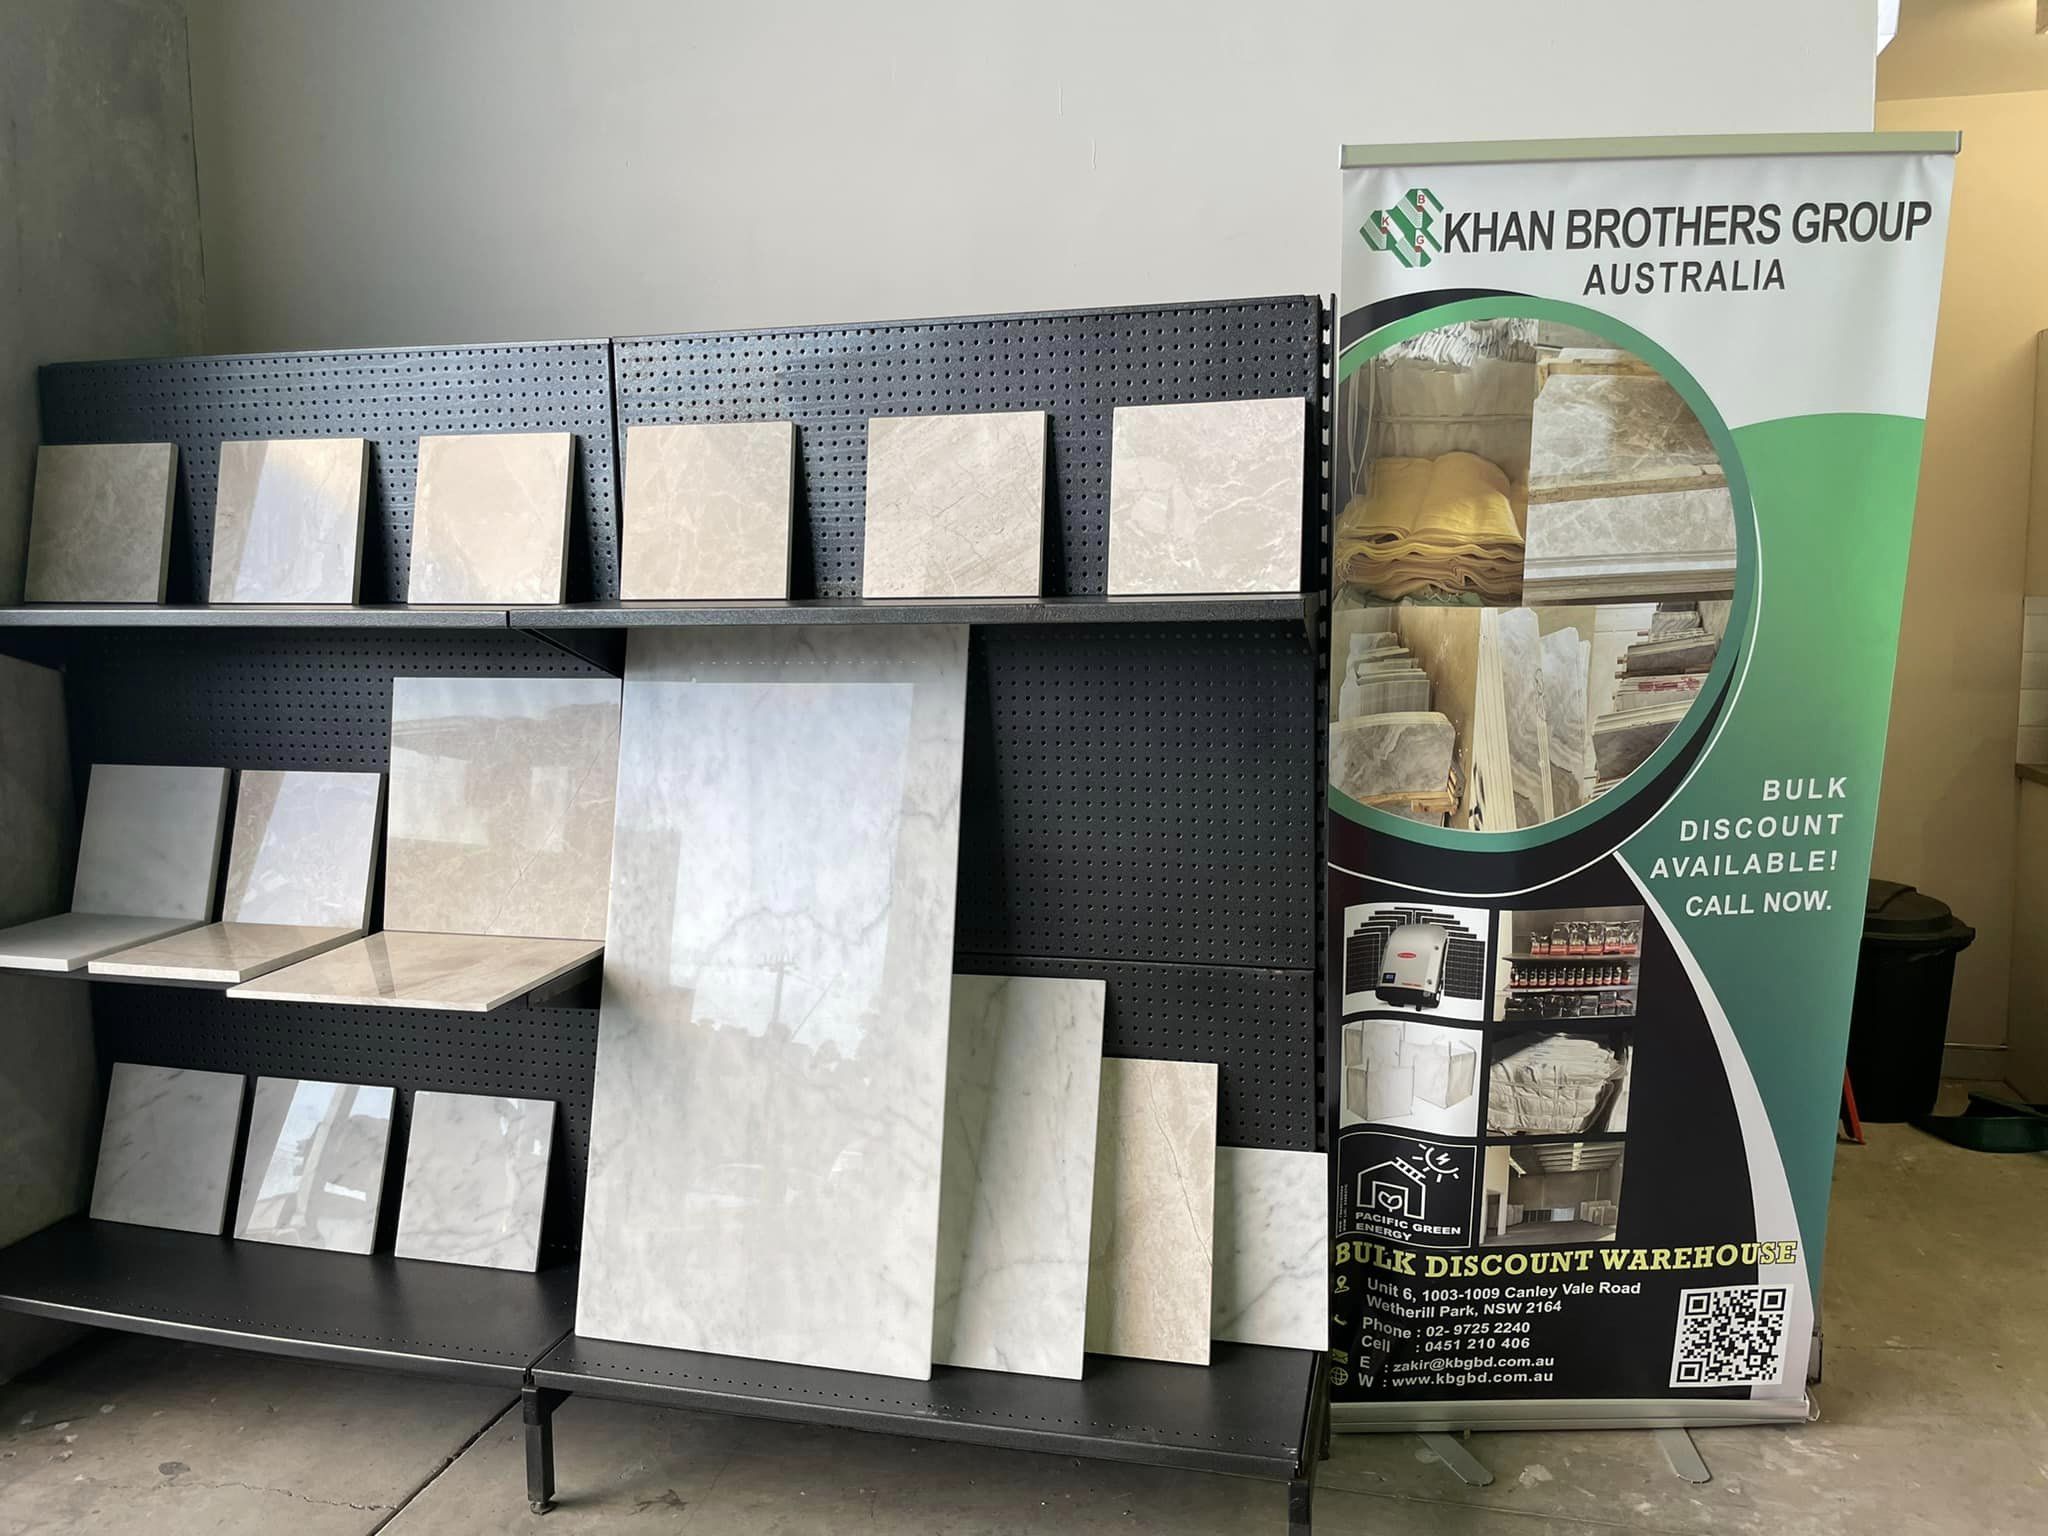 K
B
G
KHAN BROTHERS GROUP
AUSTRALIA
BULK
DISCOUNT
AVAILABLE!
CALL NOW.
PACIFIC GREEN
ENERGY
BULK DISCOUNT WAREHOUSE
Unit 6, 1003-1009 Canley Vale Road
Wetherill Park, NSW 2164
Phone : 02- 9725 2240
Cell : 0451 210 406
E : zakir@kbgbd.com.au
W : www.kbgbd.com.au